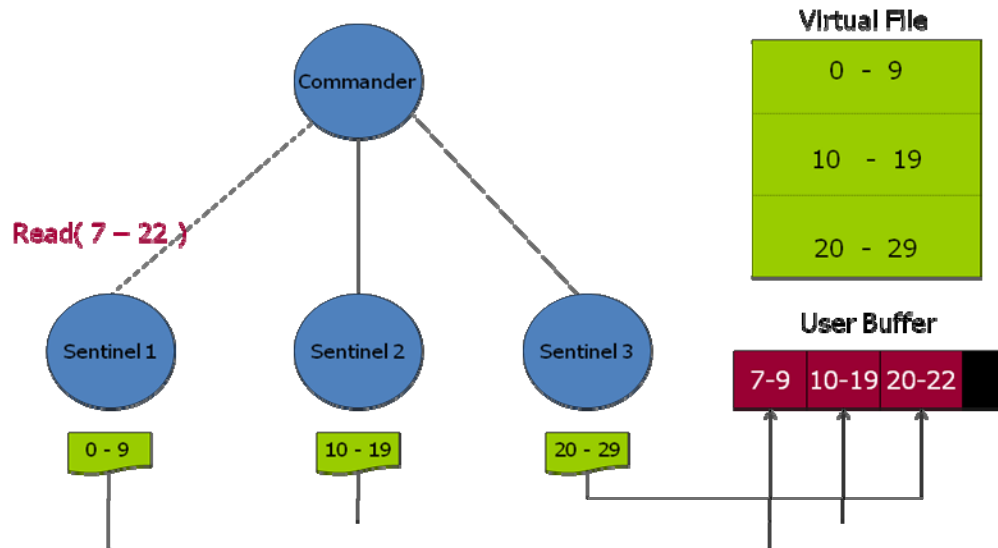 Commander
Read( 7 – 22 )
Sentinel 1
Sentinel 2
Sentinel 3
0 - 9
10 - 19
20 - 29
Virtual File
0 - 9
10 - 19
20 - 29
User Buffer
7-9
10-19
20-22